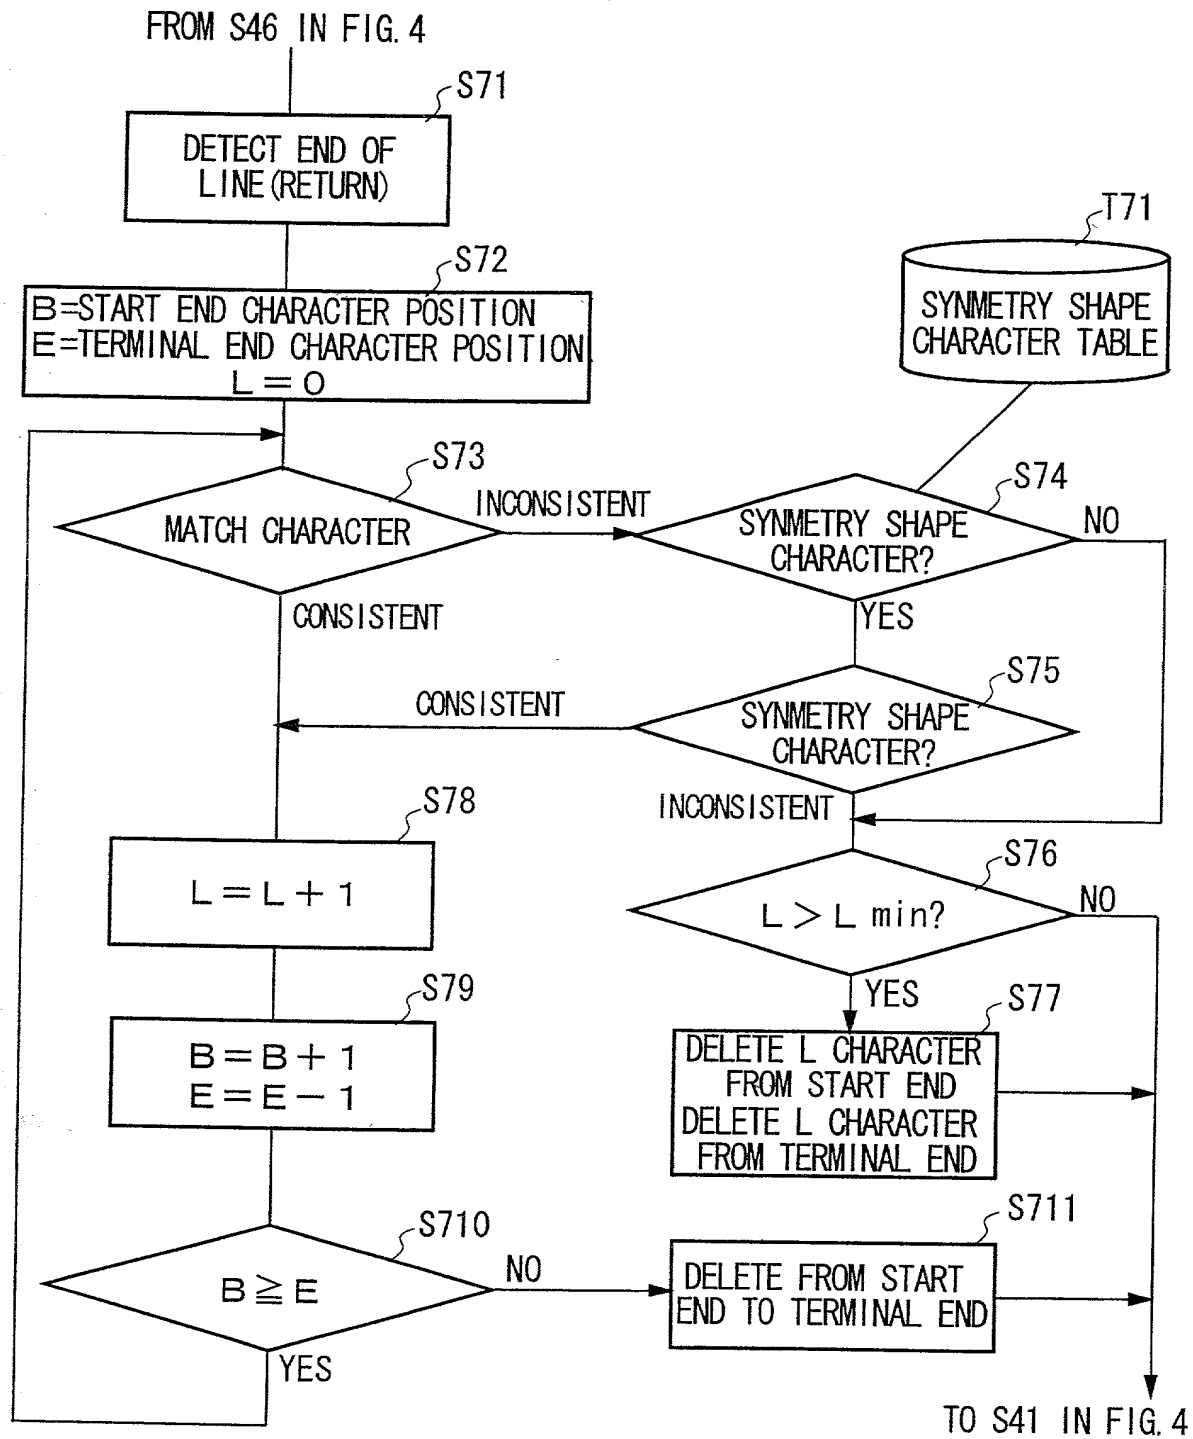 FROM S46 IN FIG. 4
S71
DETECT END OF
LINE(RETURN)
S72
B=START END CHARACTER POSITION
E=TERMINAL END CHARACTER POSITION
L=0
T71
SYNMETRY SHAPE
CHARACTER TABLE
S73
MATCH CHARACTER
INCONSISTENT
CONSISTENT
S74
SYNMETRY SHAPE
CHARACTER?
NO
YES
S75
SYNMETRY SHAPE
CHARACTER?
CONSISTENT
INCONSISTENT
S78
L=L+1
S76
L>L min?
NO
YES
S79
B=B+1
E=E-1
S77
DELETE L CHARACTER
FROM START END
DELETE L CHARACTER
FROM TERMINAL END
S710
B≧E
NO
YES
S711
DELETE FROM START
END TO TERMINAL END
TO S41 IN FIG. 4